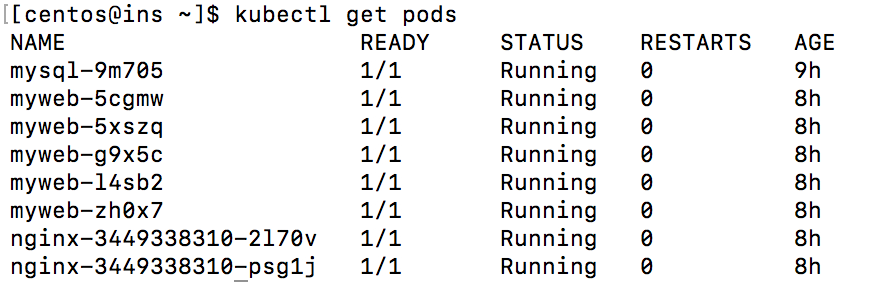 [[centos@ins ~]$ kubectl get pods
NAME READY STATUS RESTARTS AGE
mysql-9m705 1/1 Running 0 9h
myweb-5cgmw 1/1 Running 0 8h
myweb-5xszq 1/1 Running 0 8h
myweb-g9x5c 1/1 Running 0 8h
myweb-l4sb2 1/1 Running 0 8h
myweb-zh0x7 1/1 Running 0 8h
nginx-3449338310-2l70v 1/1 Running 0 8h
nginx-3449338310-psg1j 1/1 Running 0 8h